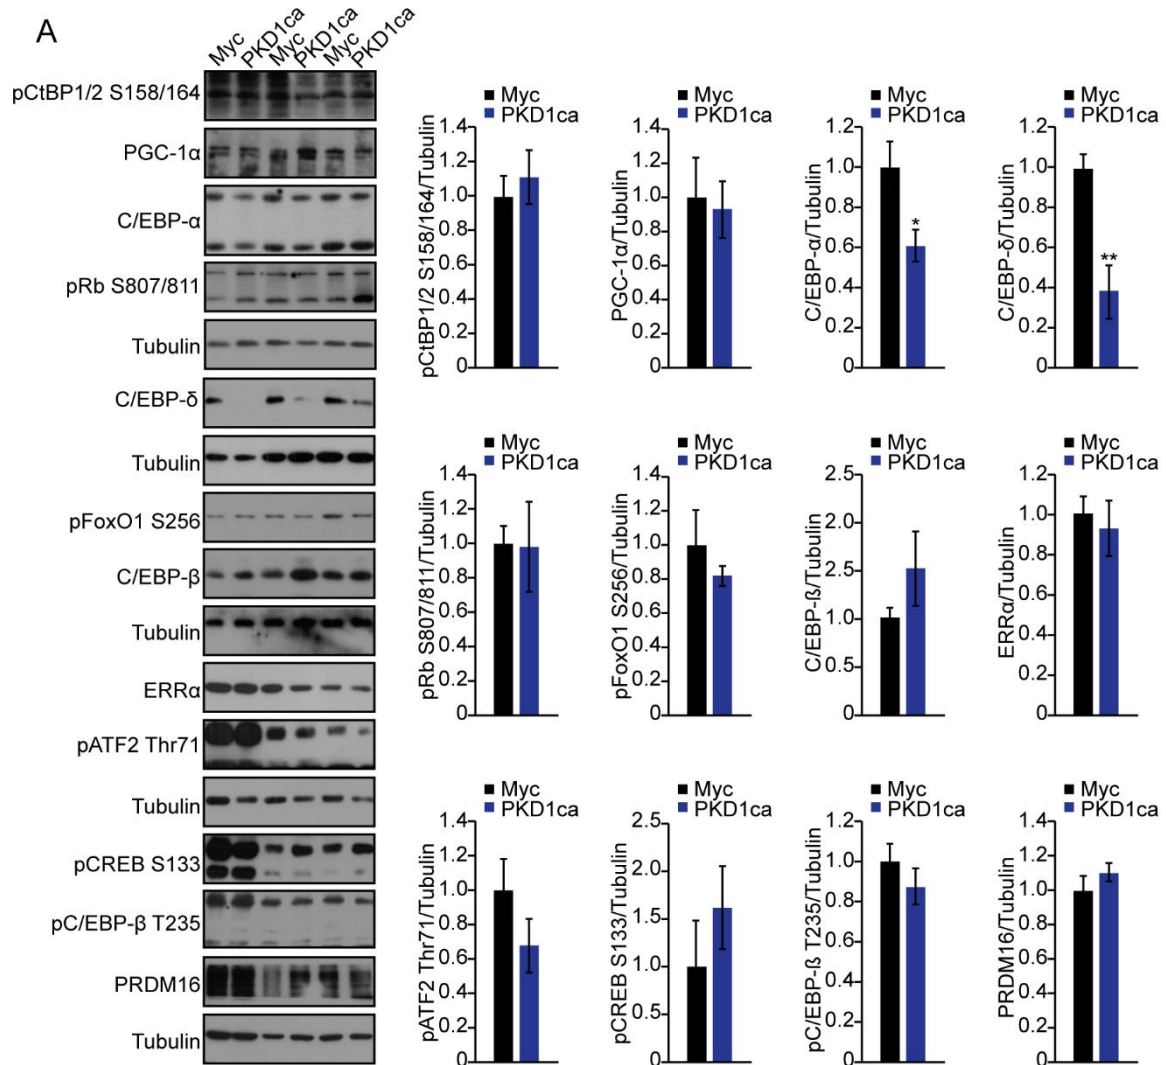 A
Myc PKD1ca Myc PKD1ca Myc PKD1ca
pCtBP1/2 S158/164
PGC-1α
C/EBP-α
pRb S807/811
Tubulin
C/EBP-δ
Tubulin
pFoxO1 S256
C/EBP-β
Tubulin
ERRα
pATF2 Thr71
Tubulin
pCREB S133
pC/EBP-β T235
PRDM16
Tubulin
Myc
PKD1ca
pCtBP1/2 S158/164/Tubulin
1.4
1.2
1.0
0.8
0.6
0.4
0.2
0
Myc
PKD1ca
PGC-1α/Tubulin
1.4
1.2
1.0
0.8
0.6
0.4
0.2
0
Myc
PKD1ca
C/EBP-α/Tubulin
1.2
1.0
0.8
0.6
0.4
0.2
0
*
Myc
PKD1ca
C/EBP-δ/Tubulin
1.2
1.0
0.8
0.6
0.4
0.2
0
**
Myc
PKD1ca
pRb S807/811/Tubulin
1.4
1.2
1.0
0.8
0.6
0.4
0.2
0
Myc
PKD1ca
pFoxO1 S256/Tubulin
1.4
1.2
1.0
0.8
0.6
0.4
0.2
0
Myc
PKD1ca
C/EBP-ß/Tubulin
2.5
2.0
2.5
1.0
0.5
0
Myc
PKD1ca
ERRα/Tubulin
1.2
1.0
0.8
0.6
0.4
0.2
0
Myc
PKD1ca
pATF2 Thr71/Tubulin
1.4
1.2
1.0
0.8
0.6
0.4
0.2
0
Myc
PKD1ca
pCREB S133/Tubulin
2.5
2.0
1.5
1.0
0.5
0
Myc
PKD1ca
pC/EBP-ß T235/Tubulin
1.2
1.0
0.8
0.6
0.4
0.2
0
Myc
PKD1ca
PRDM16/Tubulin
1.4
1.2
1.0
0.8
0.6
0.4
0.2
0